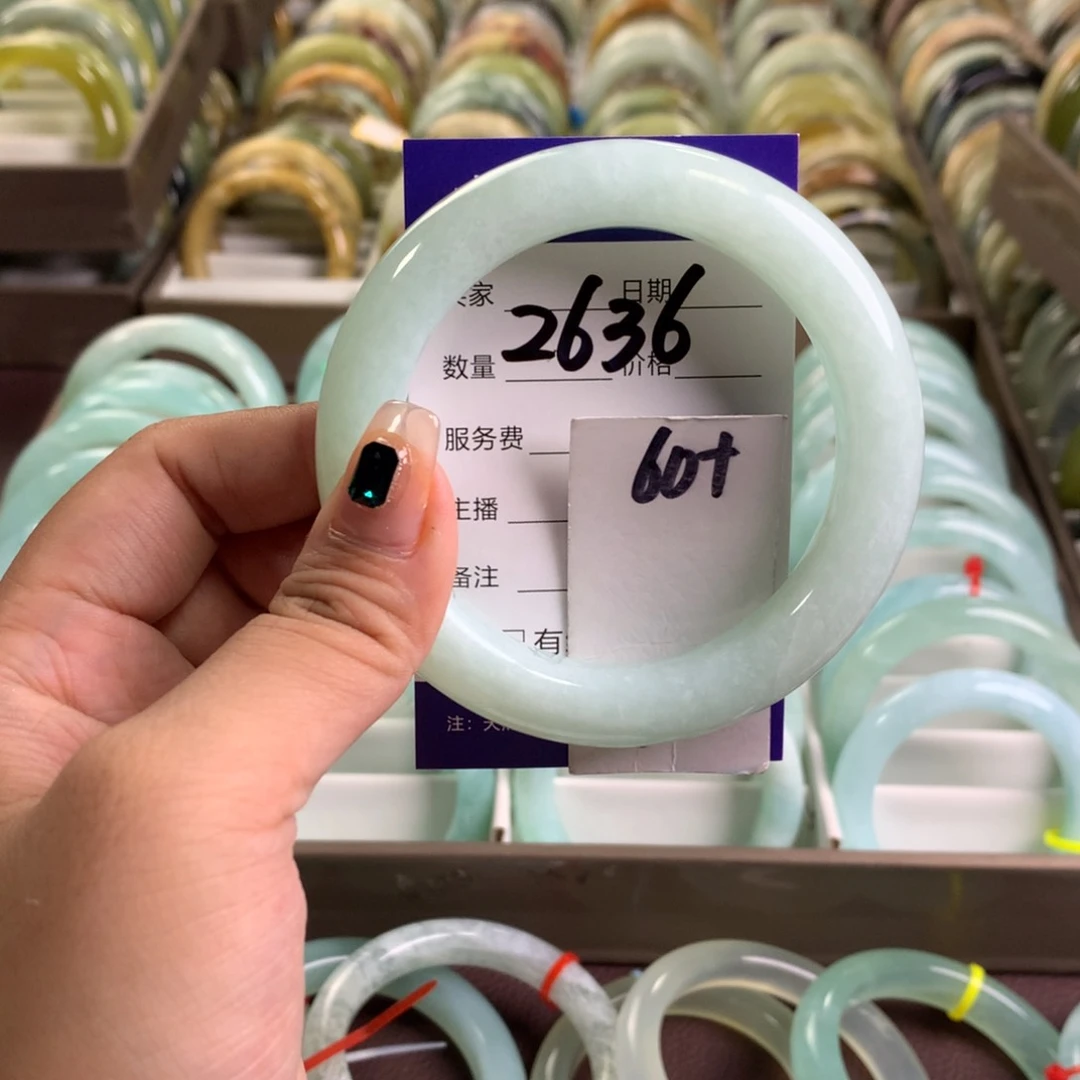 家 日期
2636
数量 价格
服务费
60+
主播
备注
有
注：